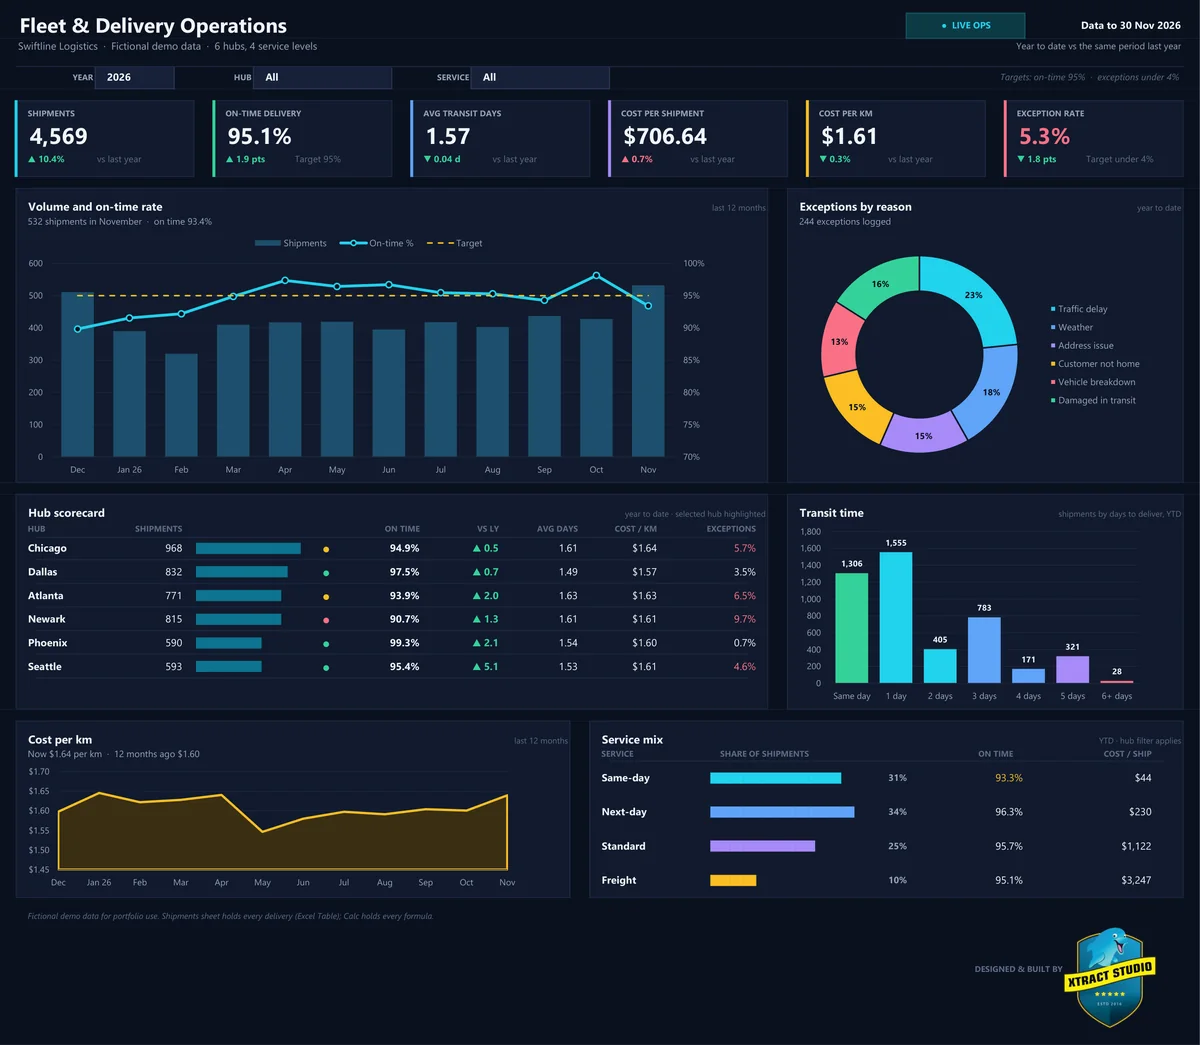 Fleet & Delivery Operations
● LIVE OPS
Data to 30 Nov 2026
Swiftline Logistics · Fictional demo data · 6 hubs, 4 service levels
Year to date vs the same period last year
YEAR 2026 HUB All SERVICE All
Targets: on-time 95% · exceptions under 4%
SHIPMENTS
4,569
▲ 10.4% vs last year
ON-TIME DELIVERY
95.1%
▲ 1.9 pts Target 95%
AVG TRANSIT DAYS
1.57
▼ 0.04 d vs last year
COST PER SHIPMENT
$706.64
▲ 0.7% vs last year
COST PER KM
$1.61
▼ 0.3% vs last year
EXCEPTION RATE
5.3%
▼ 1.8 pts Target under 4%
Volume and on-time rate
last 12 months
532 shipments in November · on time 93.4%
Shipments On-time % Target
600 100%
500 95%
400 90%
300 85%
200 80%
100 75%
0 70%
Dec Jan 26 Feb Mar Apr May Jun Jul Aug Sep Oct Nov
Exceptions by reason
year to date
244 exceptions logged
23%
18%
15%
15%
13%
16%
Traffic delay
Weather
Address issue
Customer not home
Vehicle breakdown
Damaged in transit
Hub scorecard
year to date · selected hub highlighted
HUB SHIPMENTS ON TIME VS LY AVG DAYS COST / KM EXCEPTIONS
Chicago 968 94.9% ▲ 0.5 1.61 $1.64 5.7%
Dallas 832 97.5% ▲ 0.7 1.49 $1.57 3.5%
Atlanta 771 93.9% ▲ 2.0 1.63 $1.63 6.5%
Newark 815 90.7% ▲ 1.3 1.61 $1.61 9.7%
Phoenix 590 99.3% ▲ 2.1 1.54 $1.60 0.7%
Seattle 593 95.4% ▲ 5.1 1.53 $1.61 4.6%
Transit time
shipments by days to deliver, YTD
1,800
1,600
1,400
1,200
1,000
800
600
400
200
0
1,306 1,555 405 783 171 321 28
Same day 1 day 2 days 3 days 4 days 5 days 6+ days
Cost per km
last 12 months
Now $1.64 per km · 12 months ago $1.60
$1.70
$1.65
$1.60
$1.55
$1.50
$1.45
Dec Jan 26 Feb Mar Apr May Jun Jul Aug Sep Oct Nov
Service mix
YTD · hub filter applies
SERVICE SHARE OF SHIPMENTS ON TIME COST / SHIP
Same-day 31% 93.3% $44
Next-day 34% 96.3% $230
Standard 25% 95.7% $1,122
Freight 10% 95.1% $3,247
Fictional demo data for portfolio use. Shipments sheet holds every delivery (Excel Table); Calc holds every formula.
DESIGNED & BUILT BY
XTRACT STUDIO